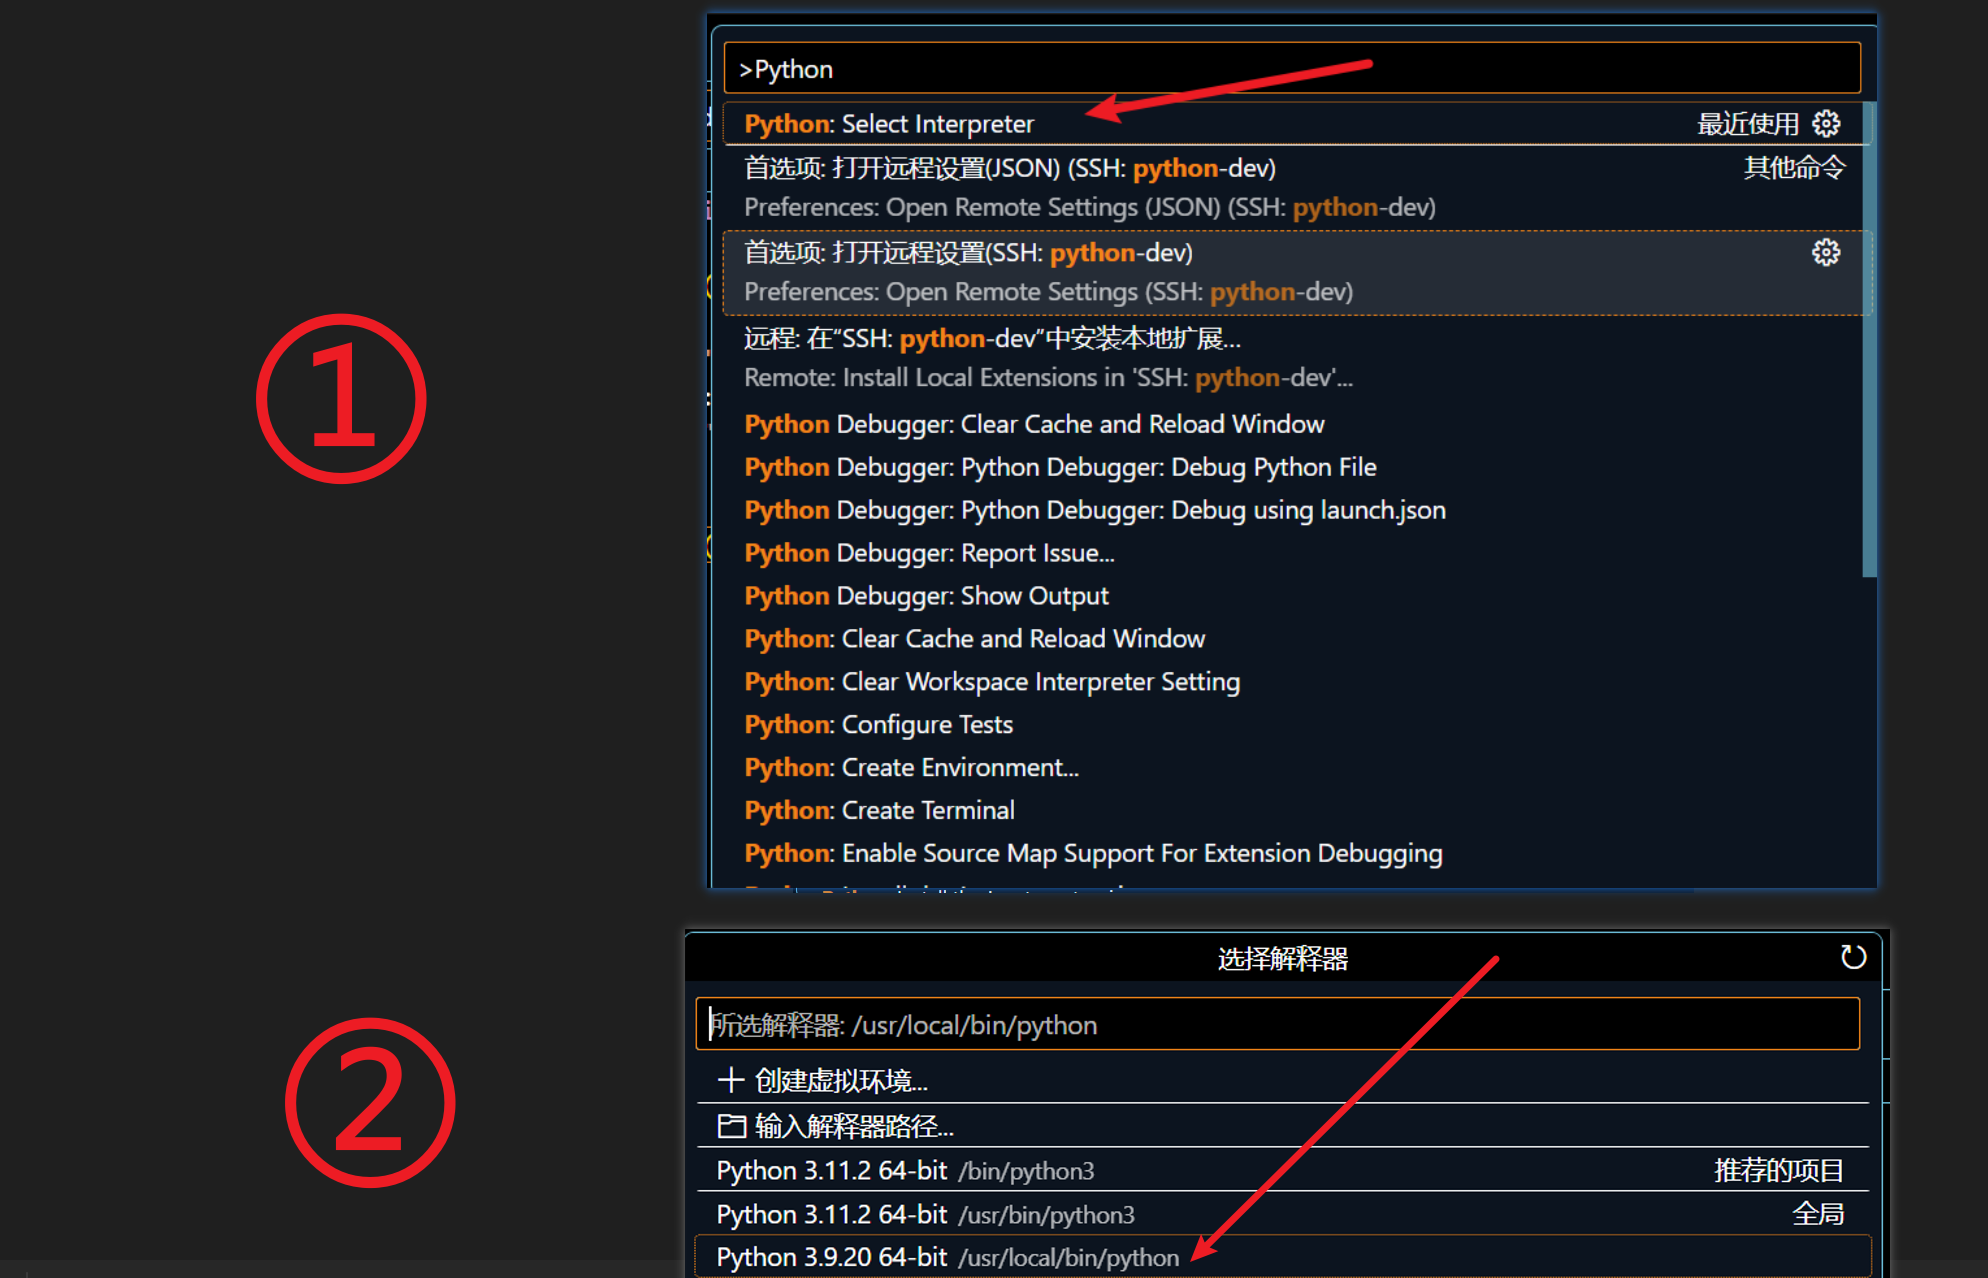 >Python
Python: Select Interpreter 最近使用
首选项: 打开远程设置(JSON) (SSH: python-dev) 其他命令
Preferences: Open Remote Settings (JSON) (SSH: python-dev)
首选项: 打开远程设置(SSH: python-dev)
Preferences: Open Remote Settings (SSH: python-dev)
远程: 在“SSH: python-dev”中安装本地扩展...
Remote: Install Local Extensions in 'SSH: python-dev'...
①
Python Debugger: Clear Cache and Reload Window
Python Debugger: Python Debugger: Debug Python File
Python Debugger: Python Debugger: Debug using launch.json
Python Debugger: Report Issue...
Python Debugger: Show Output
Python: Clear Cache and Reload Window
Python: Clear Workspace Interpreter Setting
Python: Configure Tests
Python: Create Environment...
Python: Create Terminal
Python: Enable Source Map Support For Extension Debugging
选择解释器
所选解释器: /usr/local/bin/python
创建虚拟环境...
②
输入解释器路径...
Python 3.11.2 64-bit /bin/python3 推荐的项目
Python 3.11.2 64-bit /usr/bin/python3 全局
Python 3.9.20 64-bit /usr/local/bin/python